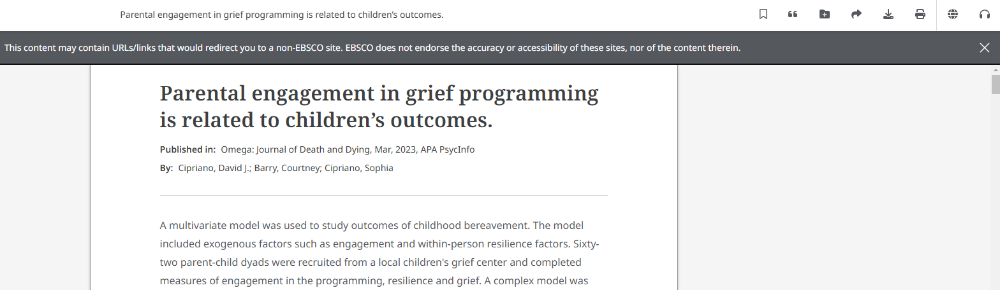 Parental engagement in grief programming is related to children’s outcomes.
This content may contain URLs/links that would redirect you to a non-EBSCO site. EBSCO does not endorse the accuracy or accessibility of these sites, nor of the content therein.
Parental engagement in grief programming
is related to children’s outcomes.
Published in: Omega: Journal of Death and Dying, Mar, 2023, APA PsycInfo
By: Cipriano, David J.; Barry, Courtney; Cipriano, Sophia
A multivariate model was used to study outcomes of childhood bereavement. The model
included exogenous factors such as engagement and within-person resilience factors. Sixty-
two parent-child dyads were recruited from a local children's grief center and completed
measures of engagement in the programming, resilience and grief. A complex model was